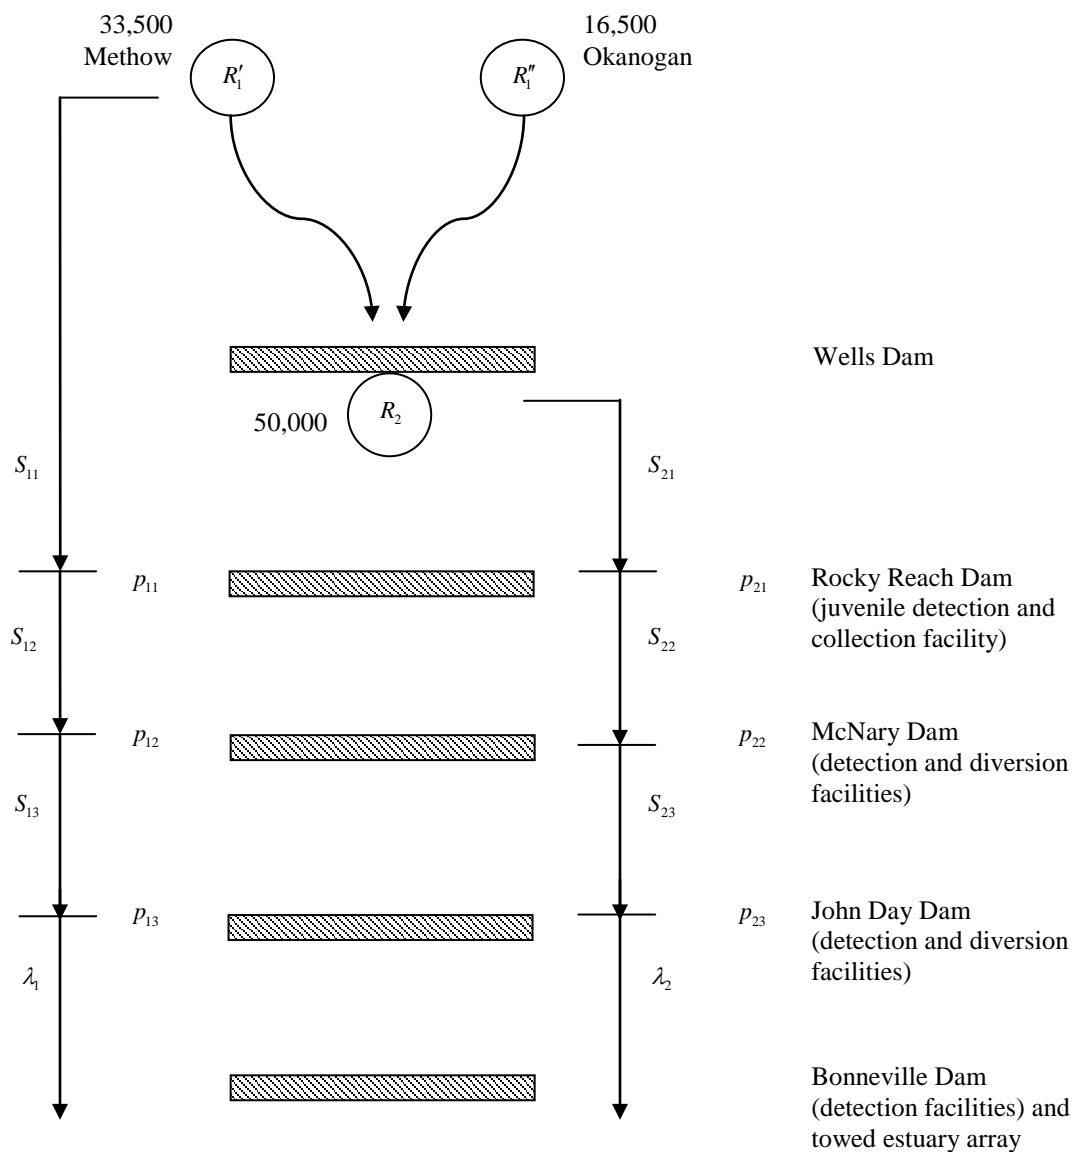 33,500
Methow
R′₁
R″₁
16,500
Okanogan
Wells Dam
50,000
R₂
S₁₁
S₂₁
p₁₁
p₂₁
Rocky Reach Dam
(juvenile detection and
collection facility)
S₁₂
S₂₂
p₁₂
p₂₂
McNary Dam
(detection and diversion
facilities)
S₁₃
S₂₃
p₁₃
p₂₃
John Day Dam
(detection and diversion
facilities)
λ₁
λ₂
Bonneville Dam
(detection facilities) and
towed estuary array